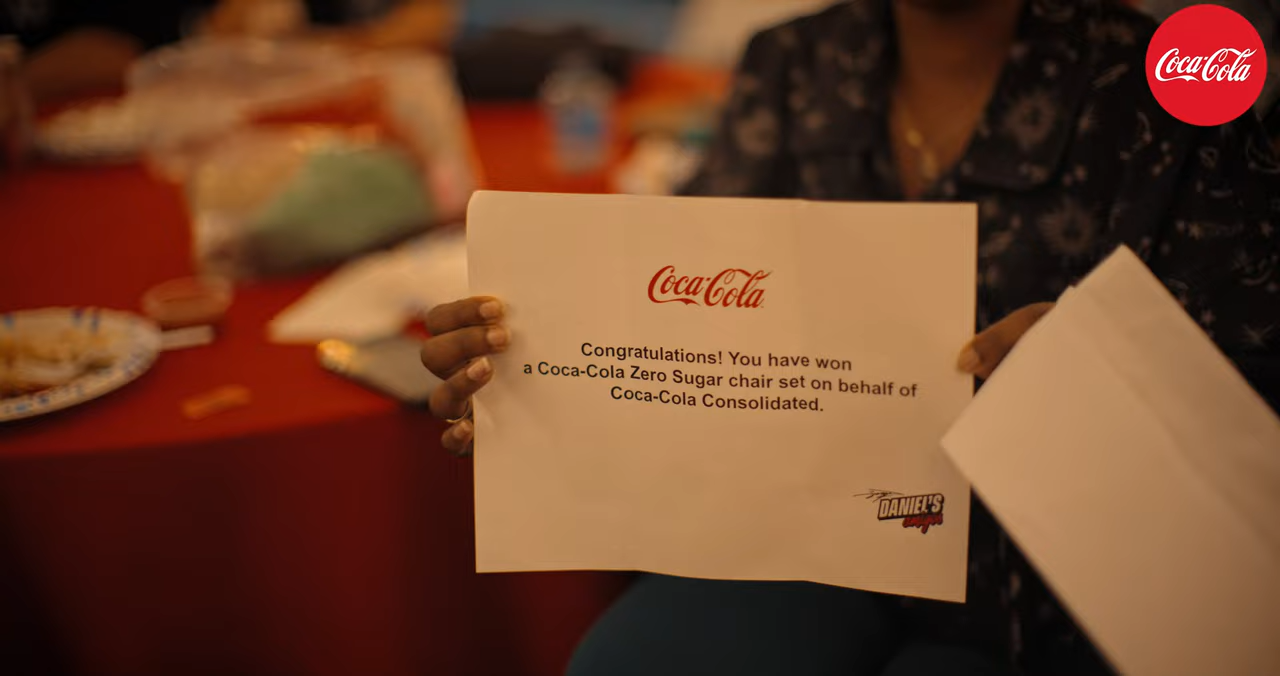 Coca-Cola
Coca-Cola
Congratulations! You have won
a Coca-Cola Zero Sugar chair set on behalf of
Coca-Cola Consolidated.
DANIEL'S
amigos